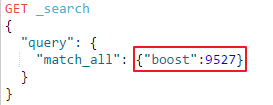 GET _search
{
  "query": {
    "match_all": {"boost":9527}
  }
}